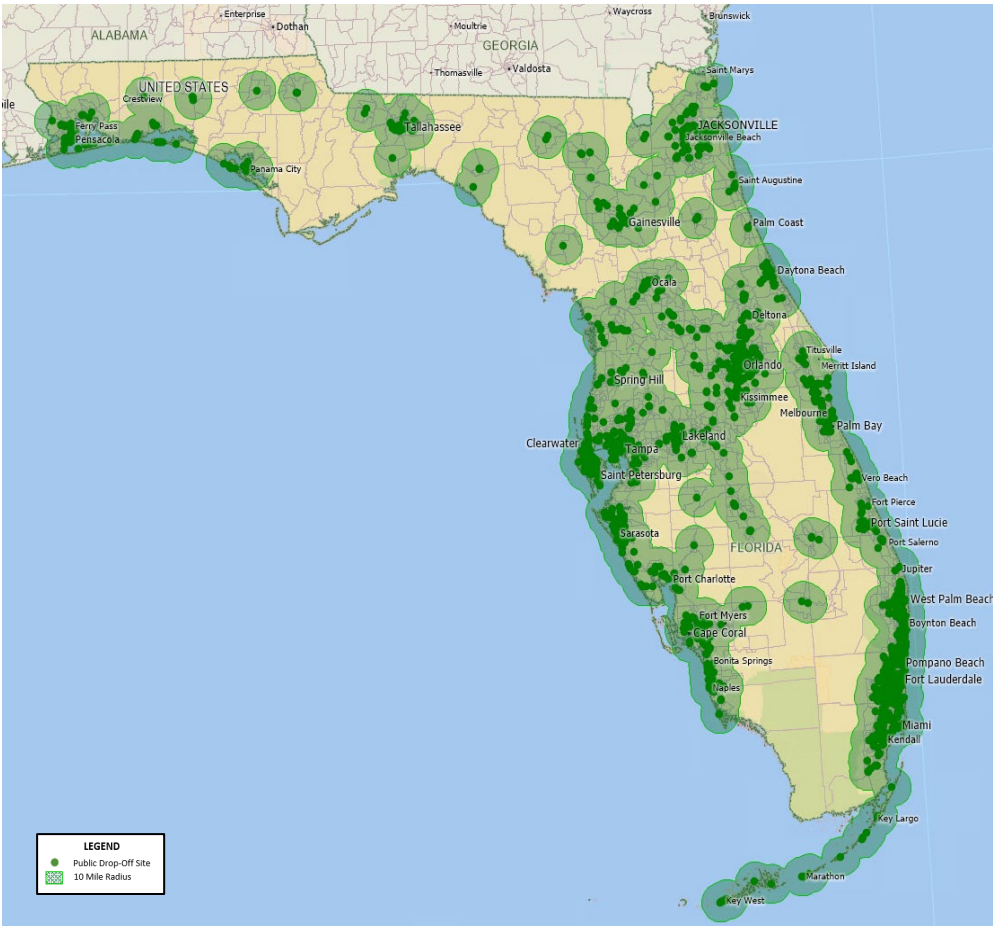 Waycross
Brunswick
Enterprise
Dothan
Moultrie
ALABAMA
GEORGIA
Thomasville
Valdosta
Saint Marys
UNITED STATES
Crestview
ile
Ferry Pass
Tallahassee
JACKSONVILLE
Pensacola
Jacksonville Beach
Panama City
Saint Augustine
Gainesville
Palm Coast
Daytona Beach
Ocala
Deltona
Titusville
Orlando
Merritt Island
Spring Hill
Kissimmee
Melbourne
Palm Bay
Clearwater
Lakeland
Tampa
Saint Petersburg
Vero Beach
Fort Pierce
Port Saint Lucie
Sarasota
Port Salerno
FLORIDA
Jupiter
Port Charlotte
West Palm Beach
Fort Myers
Boynton Beach
Cape Coral
Bonita Springs
Pompano Beach
Fort Lauderdale
Naples
Miami
Kendall
Key Largo
Marathon
Key West
LEGEND
Public Drop-Off Site
10 Mile Radius